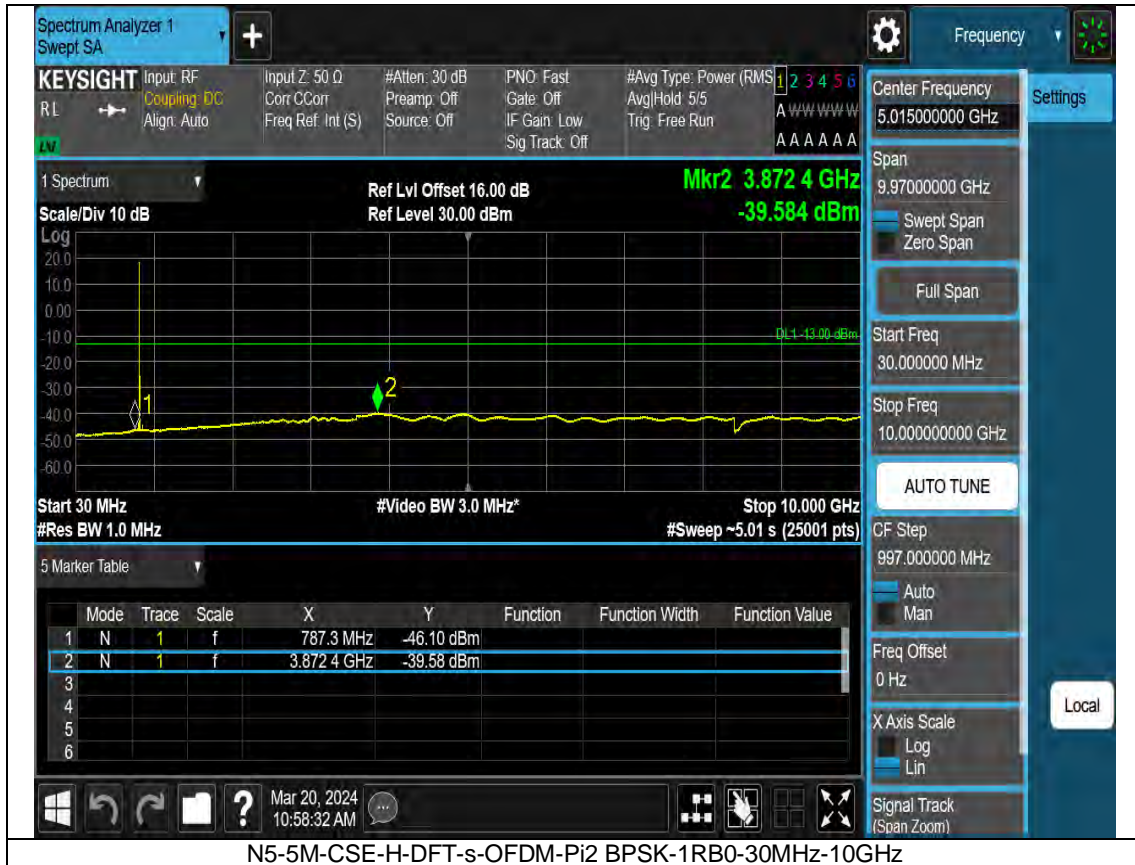 Spectrum Analyzer 1
Swept SA
Frequency
KEYSIGHT
RL
Input: RF
Coupling: DC
Align: Auto
Input Z: 50 Ω
Corr CCorr
Freq Ref: Int (S)
#Atten: 30 dB
Preamp: Off
Source: Off
PNO: Fast
Gate: Off
IF Gain: Low
Sig Track: Off
#Avg Type: Power (RMS
Avg|Hold: 5/5
Trig: Free Run
1 2 3 4 5 6
A W W W W W
A A A A A A
1 Spectrum
Scale/Div 10 dB
Ref Lvl Offset 16.00 dB
Ref Level 30.00 dBm
Mkr2 3.872 4 GHz
-39.584 dBm
Log
20.0
10.0
0.00
-10.0
-20.0
-30.0
-40.0
-50.0
-60.0
DL1 -13.00 dBm
1
2
Start 30 MHz
#Video BW 3.0 MHz*
Stop 10.000 GHz
#Res BW 1.0 MHz
#Sweep ~5.01 s (25001 pts)
5 Marker Table
Mode Trace Scale X Y Function Function Width Function Value
1 N 1 f 787.3 MHz -46.10 dBm
2 N 1 f 3.872 4 GHz -39.58 dBm
3
4
5
6
Mar 20, 2024
10:58:32 AM
Center Frequency
5.015000000 GHz
Settings
Span
9.97000000 GHz
Swept Span
Zero Span
Full Span
Start Freq
30.000000 MHz
Stop Freq
10.000000000 GHz
AUTO TUNE
CF Step
997.000000 MHz
Auto
Man
Freq Offset
0 Hz
Local
X Axis Scale
Log
Lin
Signal Track
(Span Zoom)
N5-5M-CSE-H-DFT-s-OFDM-Pi2 BPSK-1RB0-30MHz-10GHz